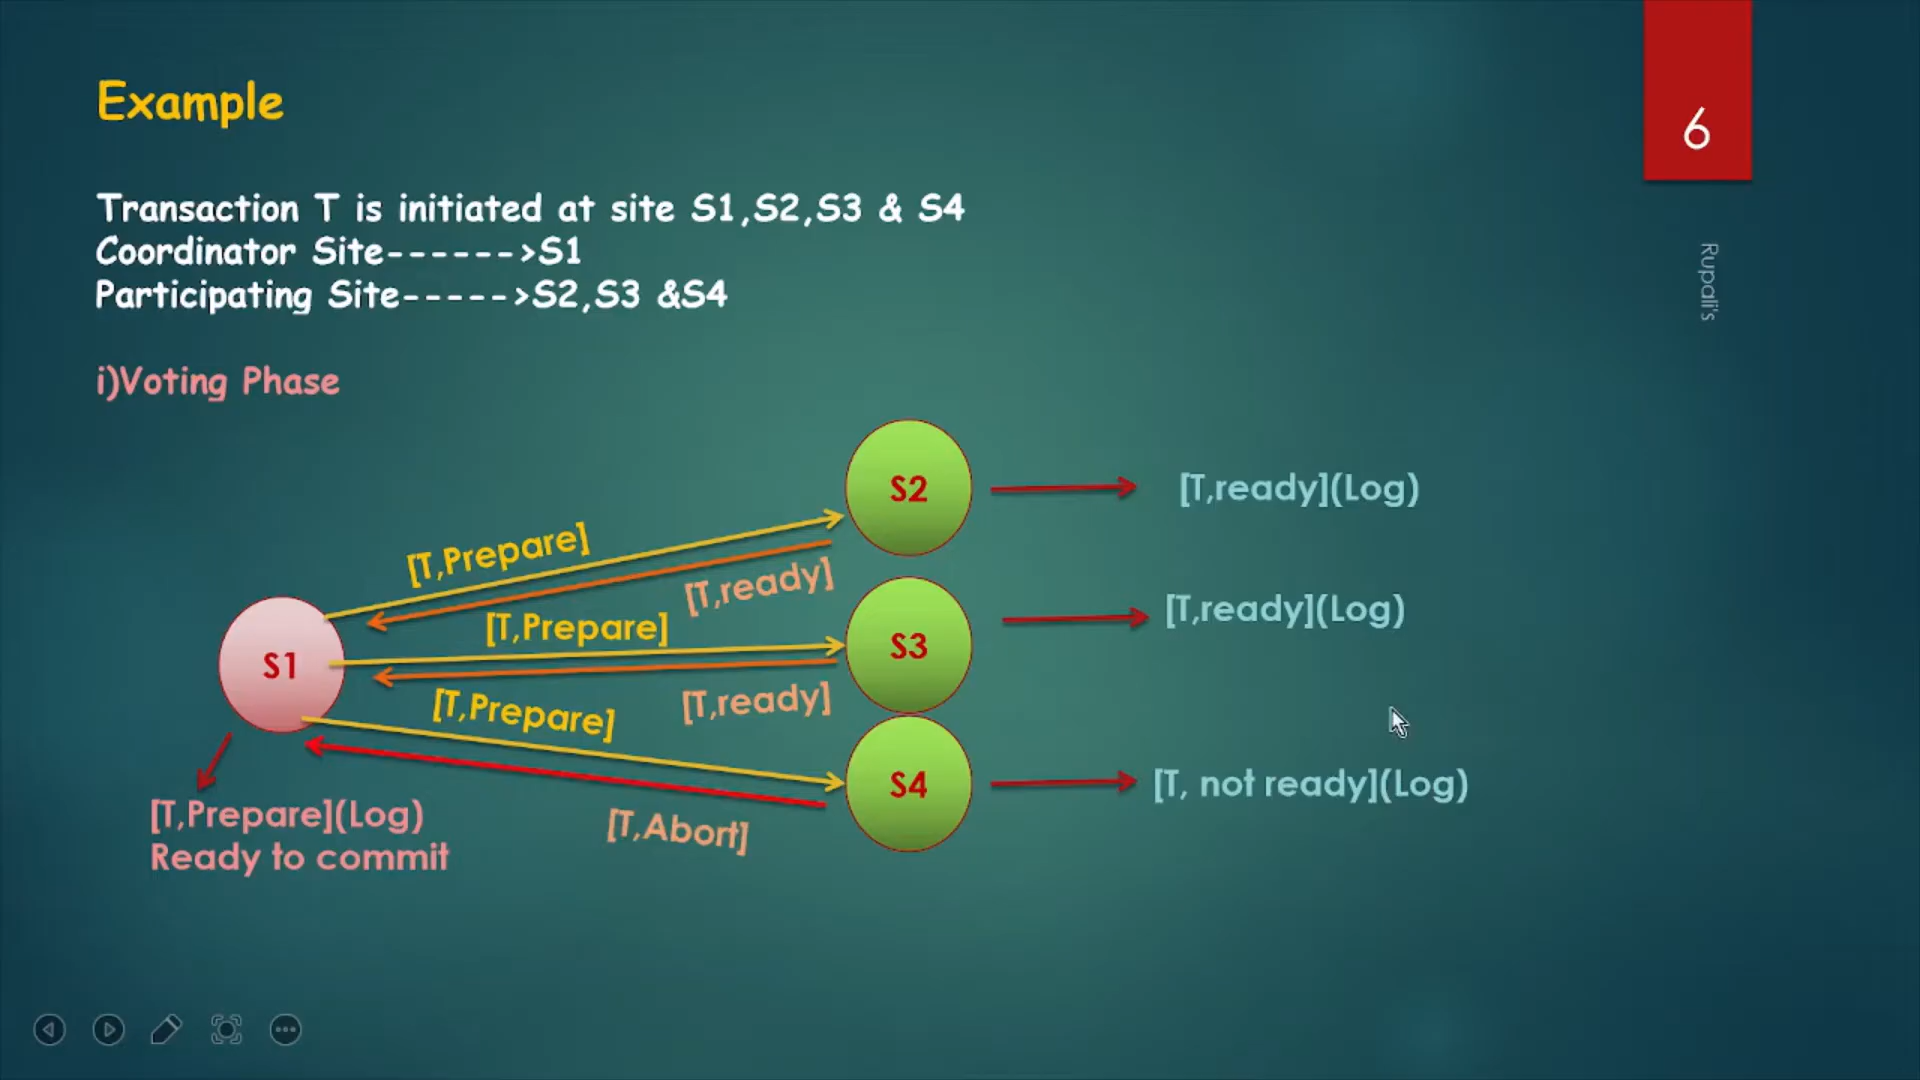 Example
6
Transaction T is initiated at site S1,S2,S3 & S4
Coordinator Site------>S1
Participating Site----->S2,S3 &S4
Rupali's
i)Voting Phase
S2
[T,ready](Log)
[T,Prepare]
[T,ready]
[T,Prepare]
S3
[T,ready](Log)
S1
[T,Prepare]
[T,ready]
S4
[T, not ready](Log)
[T,Abort]
[T,Prepare](Log)
Ready to commit